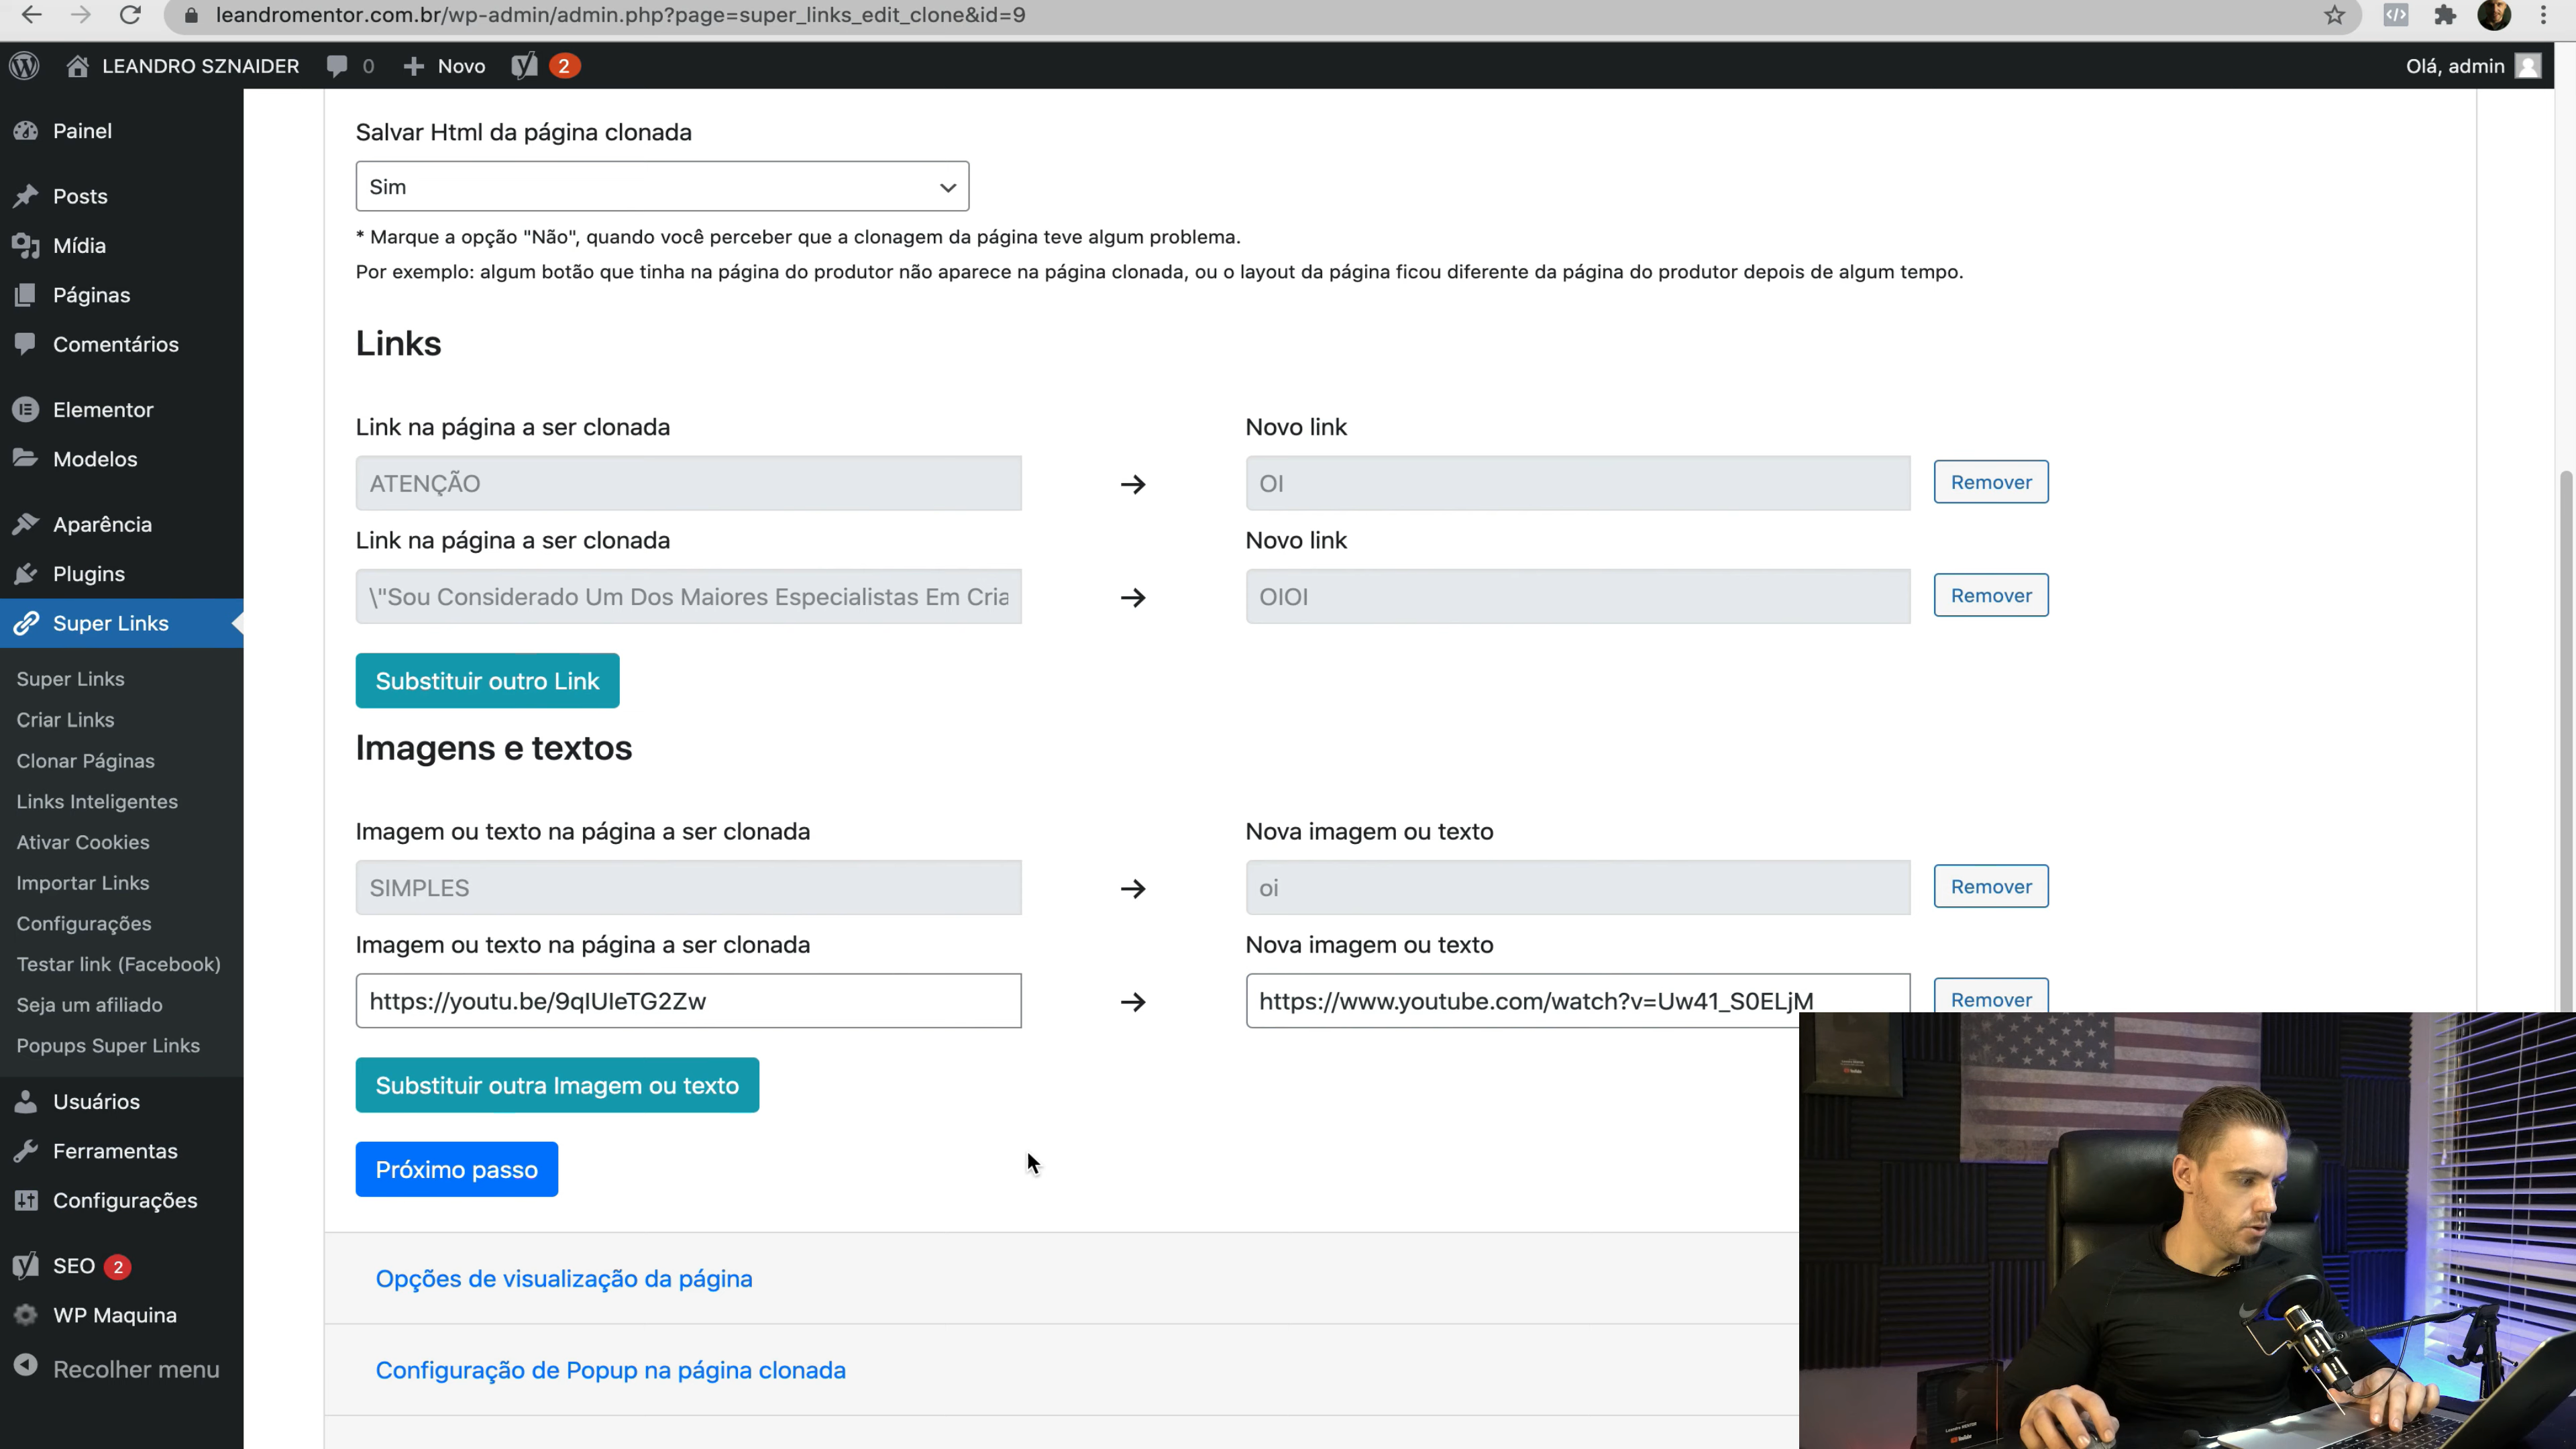 leandromentor.com.br/wp-admin/admin.php?page=super_links_edit_clone&id=9
LEANDRO SZNAIDER
0
Novo
2
Olá, admin
Painel
Posts
Mídia
Páginas
Comentários
Elementor
Modelos
Aparência
Plugins
Super Links
Super Links
Criar Links
Clonar Páginas
Links Inteligentes
Ativar Cookies
Importar Links
Configurações
Testar link (Facebook)
Seja um afiliado
Popups Super Links
Usuários
Ferramentas
Configurações
SEO 2
WP Maquina
Recolher menu
Salvar Html da página clonada
Sim
* Marque a opção "Não", quando você perceber que a clonagem da página teve algum problema.
Por exemplo: algum botão que tinha na página do produtor não aparece na página clonada, ou o layout da página ficou diferente da página do produtor depois de algum tempo.
Links
Link na página a ser clonada
Novo link
ATENÇÃO
OI
Remover
Link na página a ser clonada
Novo link
\"Sou Considerado Um Dos Maiores Especialistas Em Cria
OIOI
Remover
Substituir outro Link
Imagens e textos
Imagem ou texto na página a ser clonada
Nova imagem ou texto
SIMPLES
oi
Remover
Imagem ou texto na página a ser clonada
Nova imagem ou texto
https://youtu.be/9qIUIeTG2Zw
https://www.youtube.com/watch?v=Uw41_S0ELjM
Remover
Substituir outra Imagem ou texto
Próximo passo
Opções de visualização da página
Configuração de Popup na página clonada